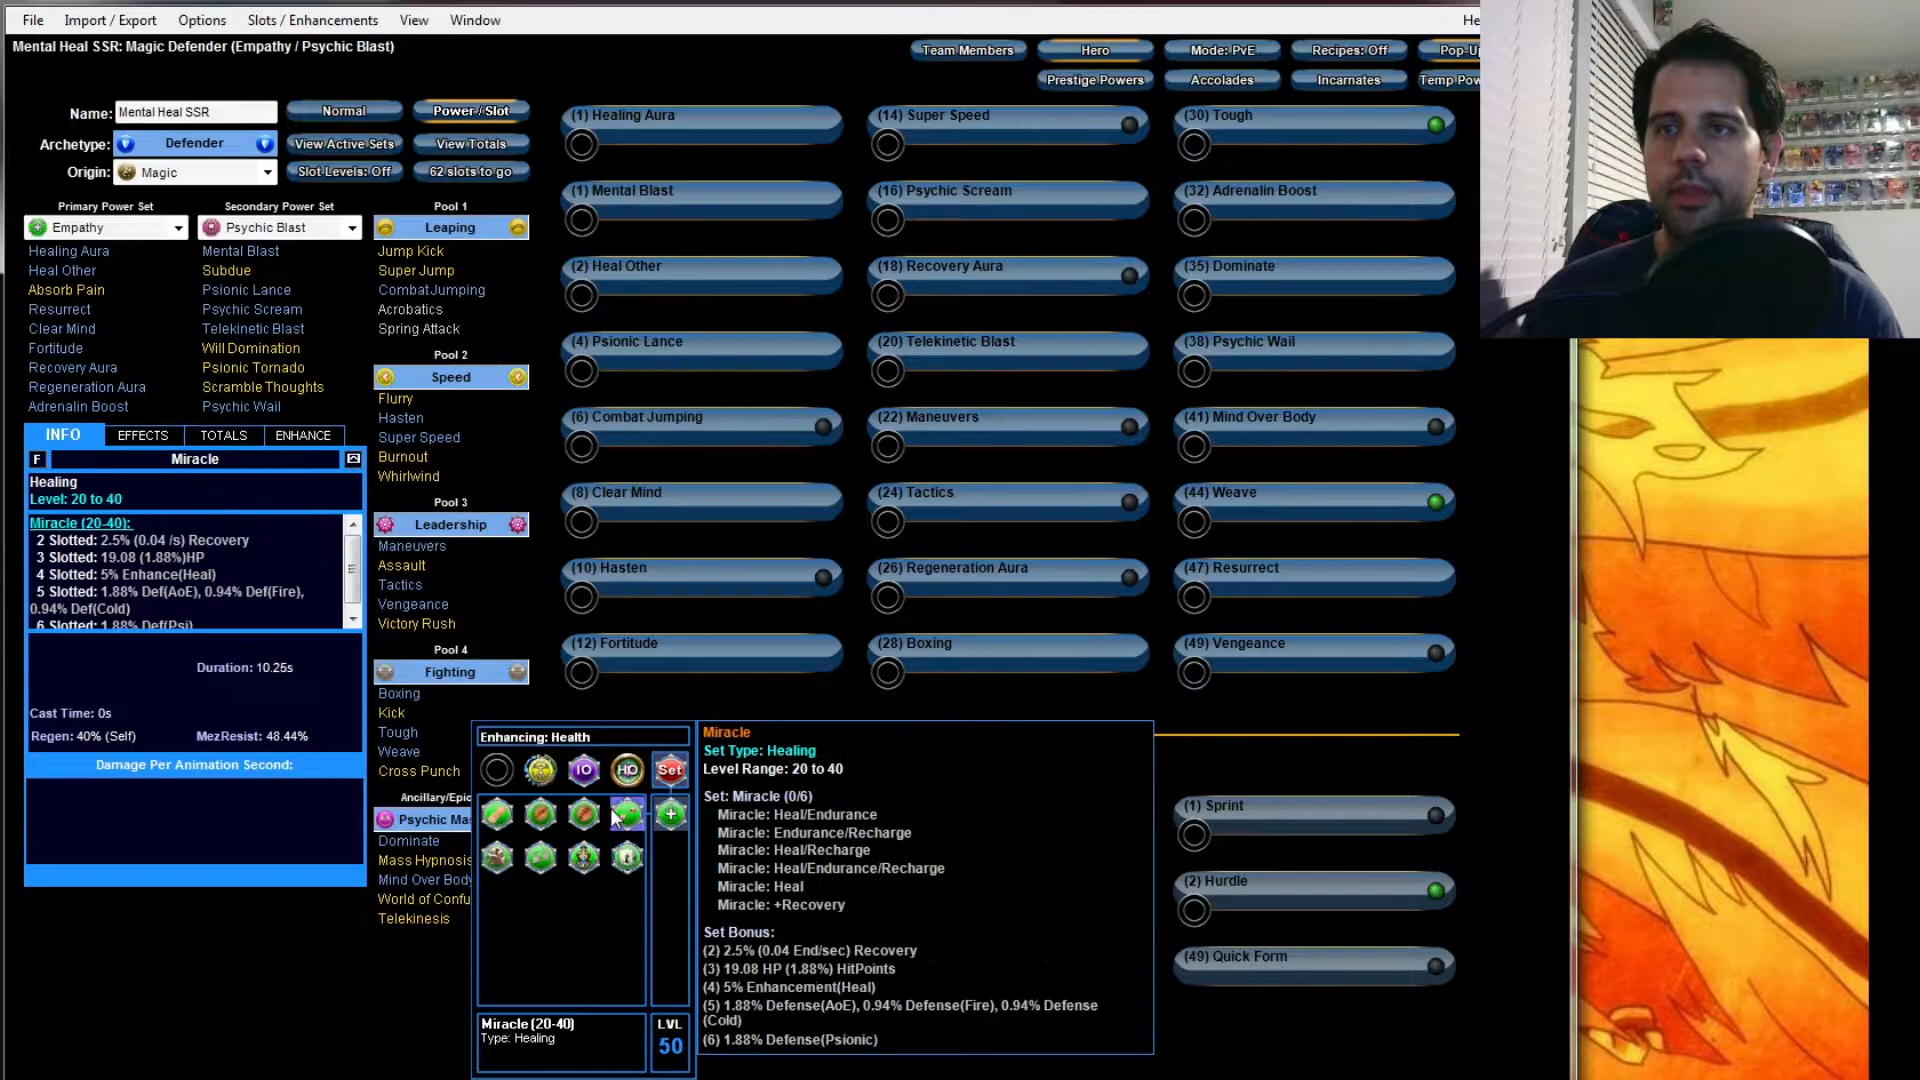 File Import / Export Options Slots / Enhancements View Window
Mental Heal SSR: Magic Defender (Empathy / Psychic Blast)
Team Members Hero Mode: PvE Recipes: Off
Prestige Powers Accolades Incarnates
Name: Mental Heal SSR Normal Power / Slot
Archetype: Defender View Active Sets View Totals
Origin: Magic Slot Levels: Off 62 slots to go
Primary Power Set Secondary Power Set Pool 1
Empathy Psychic Blast Leaping
Healing Aura Mental Blast Jump Kick
Heal Other Subdue Super Jump
Absorb Pain Psionic Lance CombatJumping
Resurrect Psychic Scream Acrobatics
Clear Mind Telekinetic Blast Spring Attack
Fortitude Will Domination Pool 2
Recovery Aura Psionic Tornado Speed
Regeneration Aura Scramble Thoughts Flurry
Adrenalin Boost Psychic Wail Hasten
Super Speed
Burnout
Whirlwind
Pool 3
Leadership
Maneuvers
Assault
Tactics
Vengeance
Victory Rush
Pool 4
Fighting
Boxing
Kick
Tough
Weave
Cross Punch
Ancillary/Epic
Psychic Mas
Dominate
Mass Hypnosis
Mind Over Body
World of Confu
Telekinesis
INFO EFFECTS TOTALS ENHANCE
F Miracle
Healing
Level: 20 to 40
Miracle (20-40):
2 Slotted: 2.5% (0.04 /s) Recovery
3 Slotted: 19.08 (1.88%)HP
4 Slotted: 5% Enhance(Heal)
5 Slotted: 1.88% Def(AoE), 0.94% Def(Fire),
0.94% Def(Cold)
6 Slotted: 1.88% Def(Psi)
Duration: 10.25s
Cast Time: 0s
Regen: 40% (Self) MezResist: 48.44%
Damage Per Animation Second:
(1) Healing Aura (14) Super Speed (30) Tough
(1) Mental Blast (16) Psychic Scream (32) Adrenalin Boost
(2) Heal Other (18) Recovery Aura (35) Dominate
(4) Psionic Lance (20) Telekinetic Blast (38) Psychic Wail
(6) Combat Jumping (22) Maneuvers (41) Mind Over Body
(8) Clear Mind (24) Tactics (44) Weave
(10) Hasten (26) Regeneration Aura (47) Resurrect
(12) Fortitude (28) Boxing (49) Vengeance
(1) Sprint
(2) Hurdle
(49) Quick Form
Enhancing: Health
IO HO Set
Miracle (20-40)
Type: Healing
LVL
50
Miracle
Set Type: Healing
Level Range: 20 to 40
Set: Miracle (0/6)
Miracle: Heal/Endurance
Miracle: Endurance/Recharge
Miracle: Heal/Recharge
Miracle: Heal/Endurance/Recharge
Miracle: Heal
Miracle: +Recovery
Set Bonus:
(2) 2.5% (0.04 End/sec) Recovery
(3) 19.08 HP (1.88%) HitPoints
(4) 5% Enhancement(Heal)
(5) 1.88% Defense(AoE), 0.94% Defense(Fire), 0.94% Defense
(Cold)
(6) 1.88% Defense(Psionic)